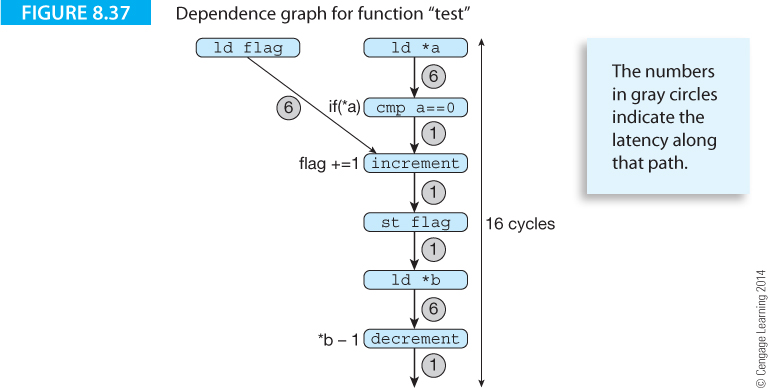 FIGURE 8.37 Dependence graph for function “test”
ld flag
ld *a
6
6
if(*a) cmp a==0
1
flag +=1 increment
1
st flag
16 cycles
1
ld *b
6
*b – 1 decrement
1
The numbers
in gray circles
indicate the
latency along
that path.
© Cengage Learning 2014